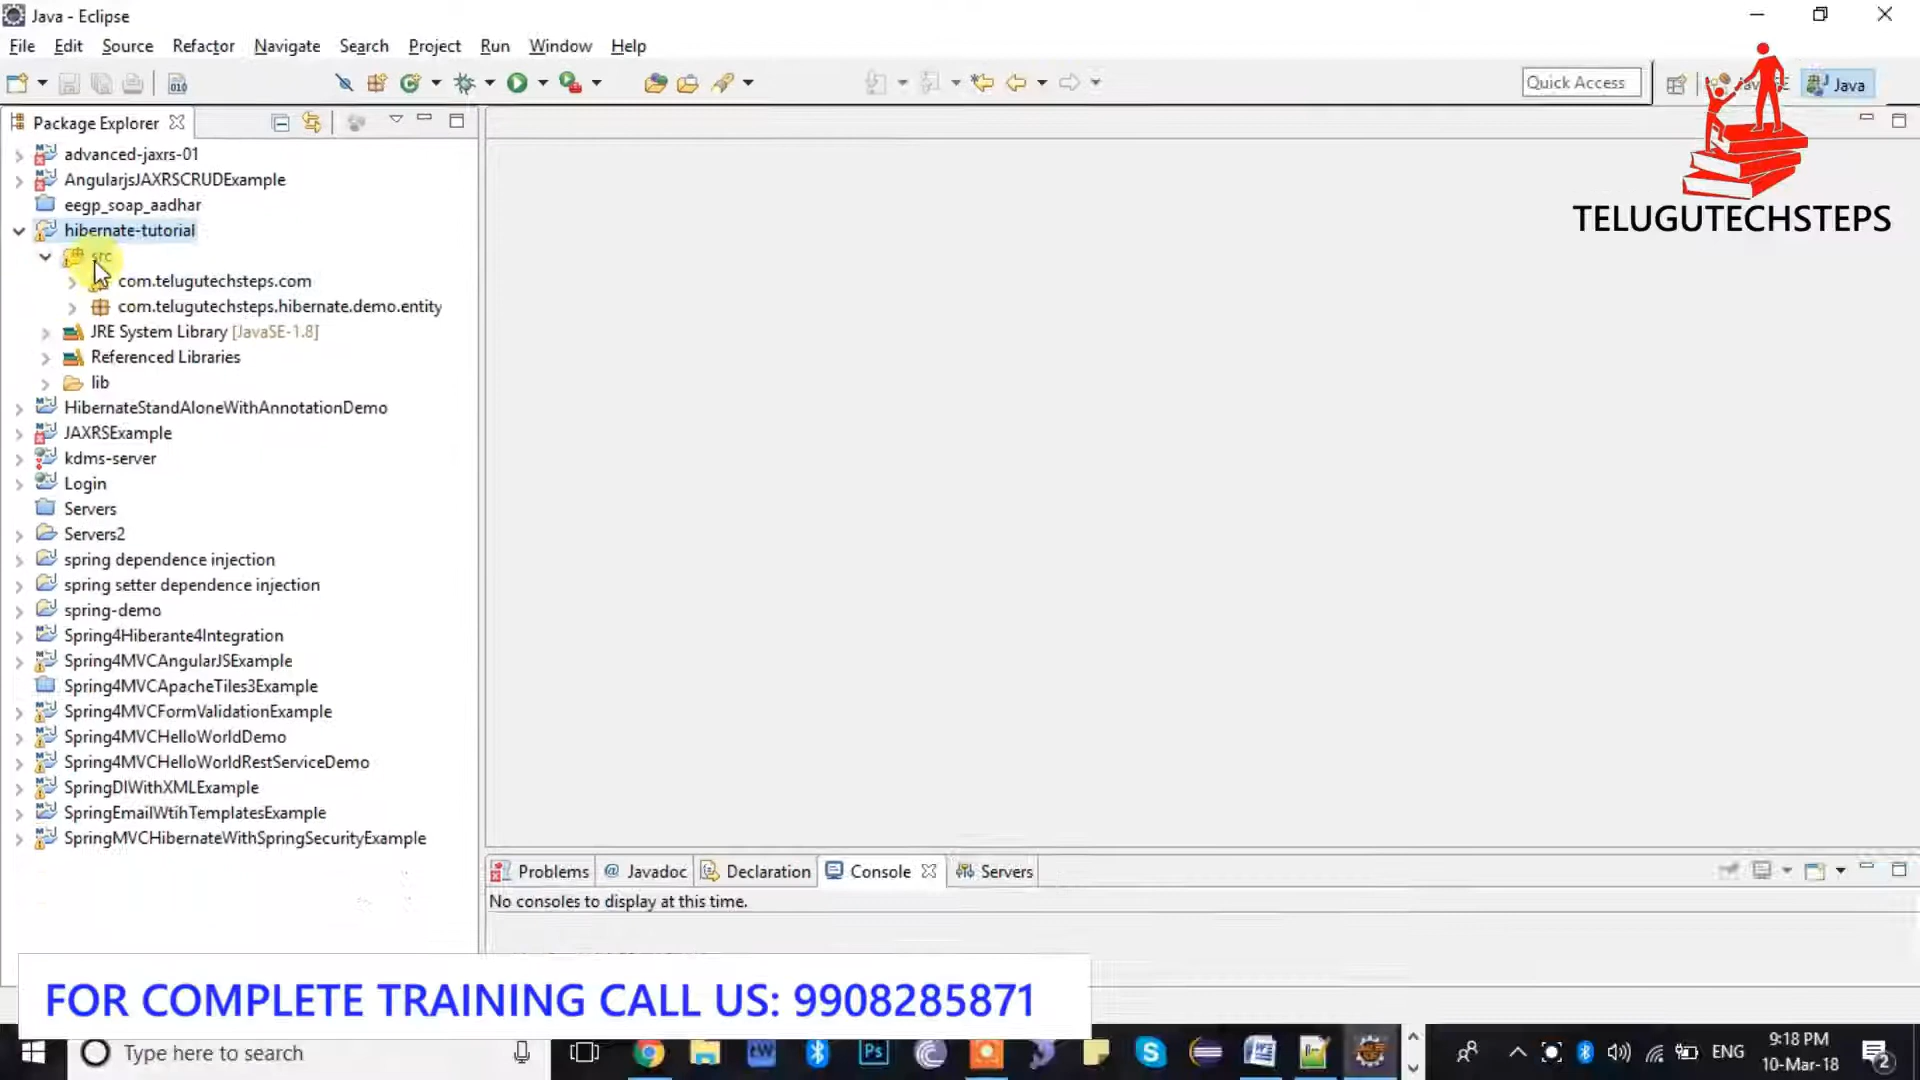 Java - Eclipse
File Edit Source Refactor Navigate Search Project Run Window Help
Quick Access
Java
Package Explorer
advanced-jaxrs-01
AngularjsJAXRSCRUDExample
eegp_soap_aadhar
hibernate-tutorial
src
com.telugutechsteps.com
com.telugutechsteps.hibernate.demo.entity
JRE System Library [JavaSE-1.8]
Referenced Libraries
lib
HibernateStandAloneWithAnnotationDemo
JAXRSExample
kdms-server
Login
Servers
Servers2
spring dependence injection
spring setter dependence injection
spring-demo
Spring4Hiberante4Integration
Spring4MVCAngularJSExample
Spring4MVCApacheTiles3Example
Spring4MVCFormValidationExample
Spring4MVCHelloWorldDemo
Spring4MVCHelloWorldRestServiceDemo
SpringDIWithXMLExample
SpringEmailWtihTemplatesExample
SpringMVCHibernateWithSpringSecurityExample
TELUGUTECHSTEPS
Problems @ Javadoc Declaration Console Servers
No consoles to display at this time.
FOR COMPLETE TRAINING CALL US: 9908285871
Type here to search
Ps
ENG
9:18 PM
10-Mar-18
2